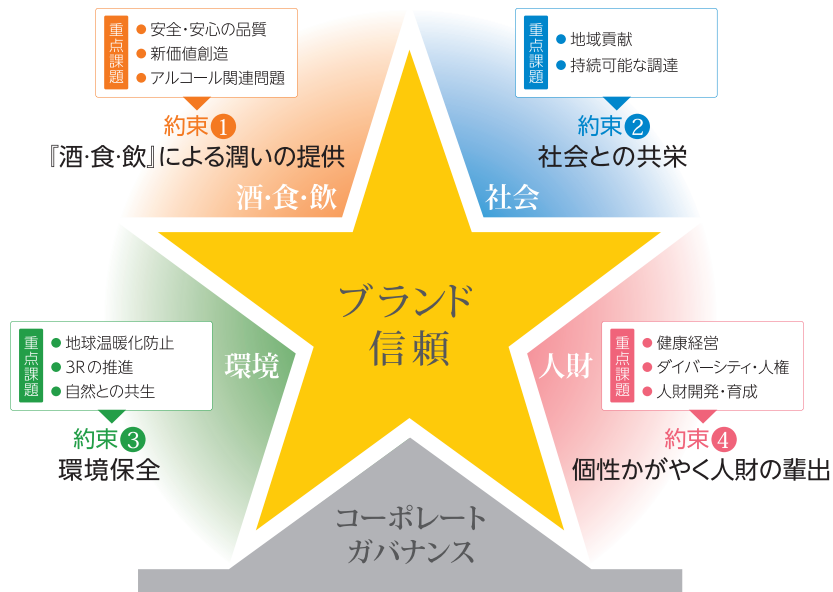 重点課題
● 安全・安心の品質
● 新価値創造
● アルコール関連問題
約束❶
『酒・食・飲』による潤いの提供
酒・食・飲
重点課題
● 地域貢献
● 持続可能な調達
約束❷
社会との共栄
社会
ブランド
信頼
重点課題
● 地球温暖化防止
● 3Rの推進
● 自然との共生
約束❸
環境保全
環境
人財
重点課題
● 健康経営
● ダイバーシティ・人権
● 人財開発・育成
約束❹
個性かがやく人財の輩出
コーポレート
ガバナンス